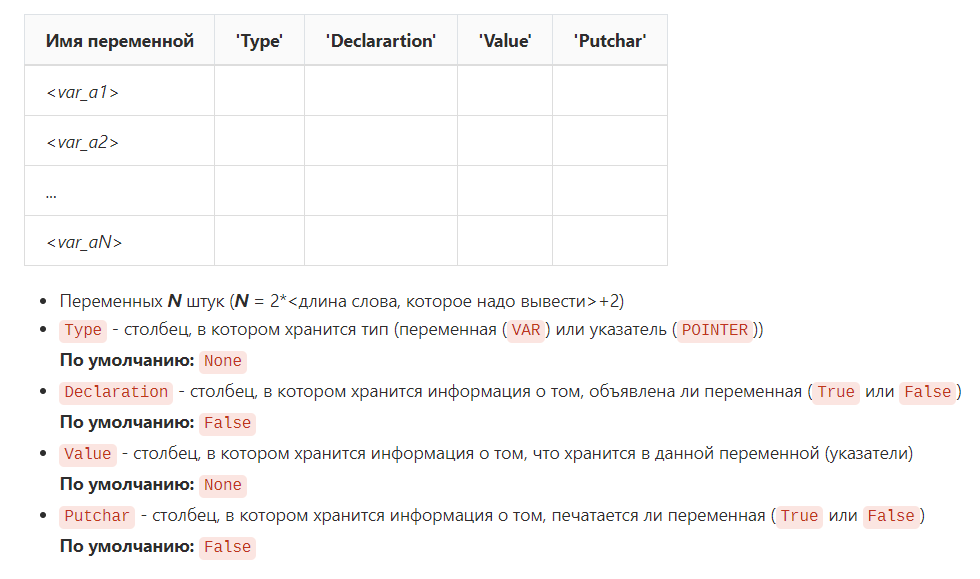 Имя переменной 'Type' 'Declarartion' 'Value' 'Putchar'
<var_a1>
<var_a2>
...
<var_aN>
• Переменных N штук (N = 2*<длина слова, которое надо вывести>+2)
• Type - столбец, в котором хранится тип (переменная ( VAR ) или указатель ( POINTER ))
По умолчанию: None
• Declaration - столбец, в котором хранится информация о том, объявлена ли переменная ( True или False )
По умолчанию: False
• Value - столбец, в котором хранится информация о том, что хранится в данной переменной (указатели)
По умолчанию: None
• Putchar - столбец, в котором хранится информация о том, печатается ли переменная ( True или False )
По умолчанию: False